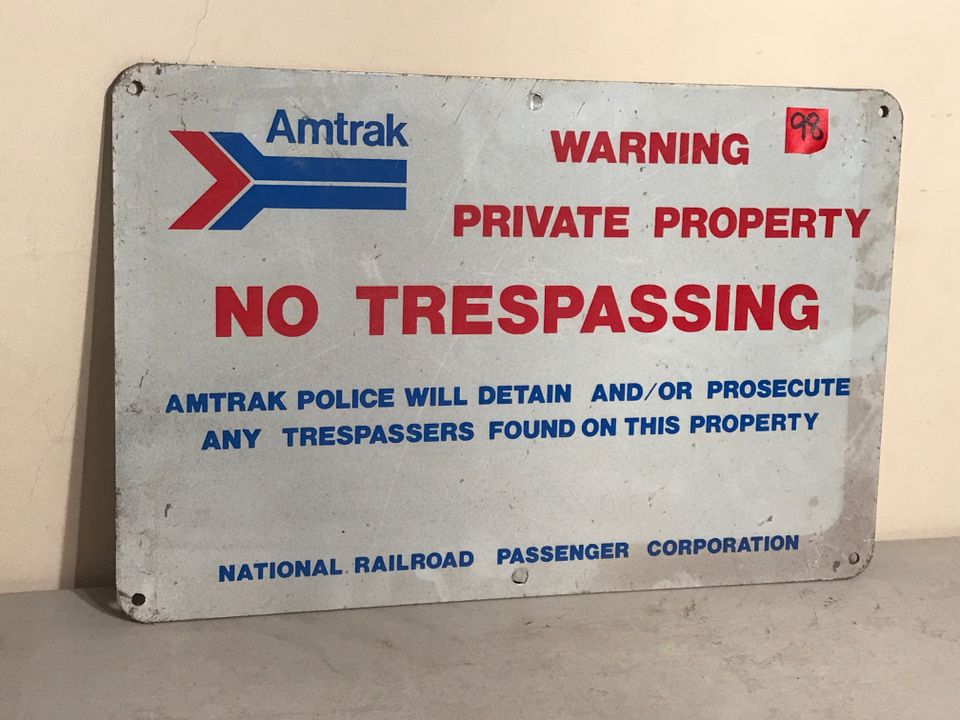 Amtrak
WARNING
98
PRIVATE PROPERTY
NO TRESPASSING
AMTRAK POLICE WILL DETAIN AND/OR PROSECUTE
ANY TRESPASSERS FOUND ON THIS PROPERTY
NATIONAL RAILROAD PASSENGER CORPORATION